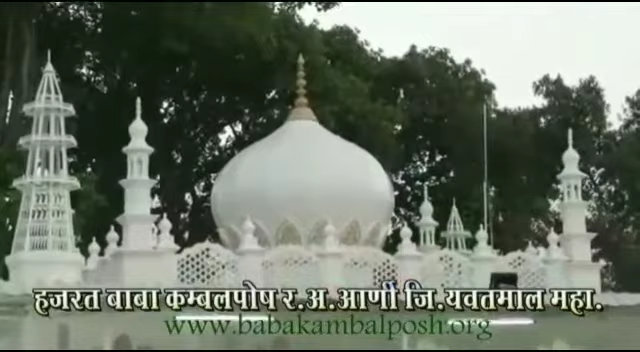 हजरत बाबा कम्बलपोष र.अ.आर्णी जि.यवतमाल महा.
www.babakambalposh.org